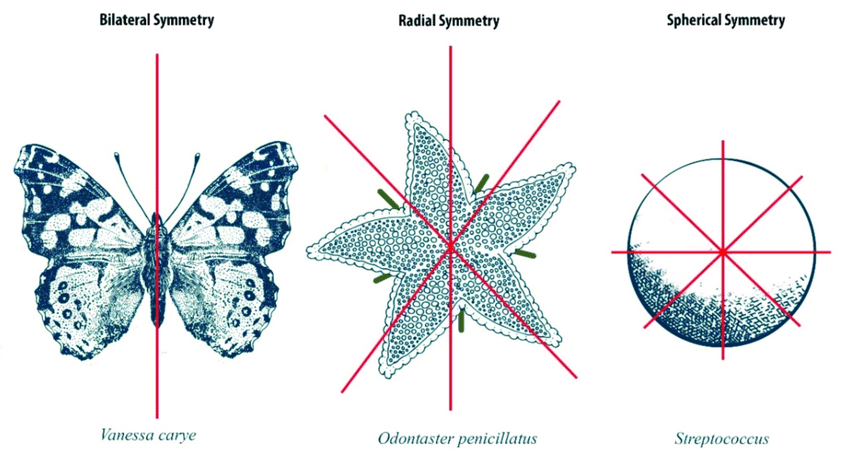 Bilateral Symmetry
Radial Symmetry
Spherical Symmetry
Vanessa carye
Odontaster penicillatus
Streptococcus